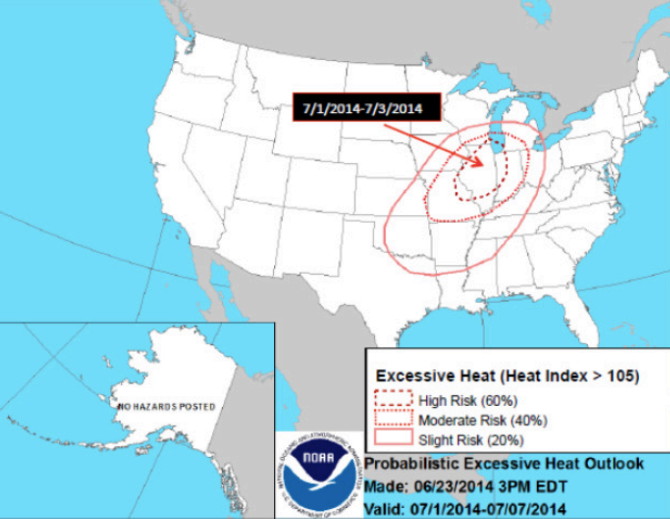 7/1/2014-7/3/2014
NO HAZARDS POSTED
Excessive Heat (Heat Index > 105)
High Risk (60%)
Moderate Risk (40%)
Slight Risk (20%)
NOAA
Probabilistic Excessive Heat Outlook
Made: 06/23/2014 3PM EDT
Valid: 07/1/2014-07/07/2014